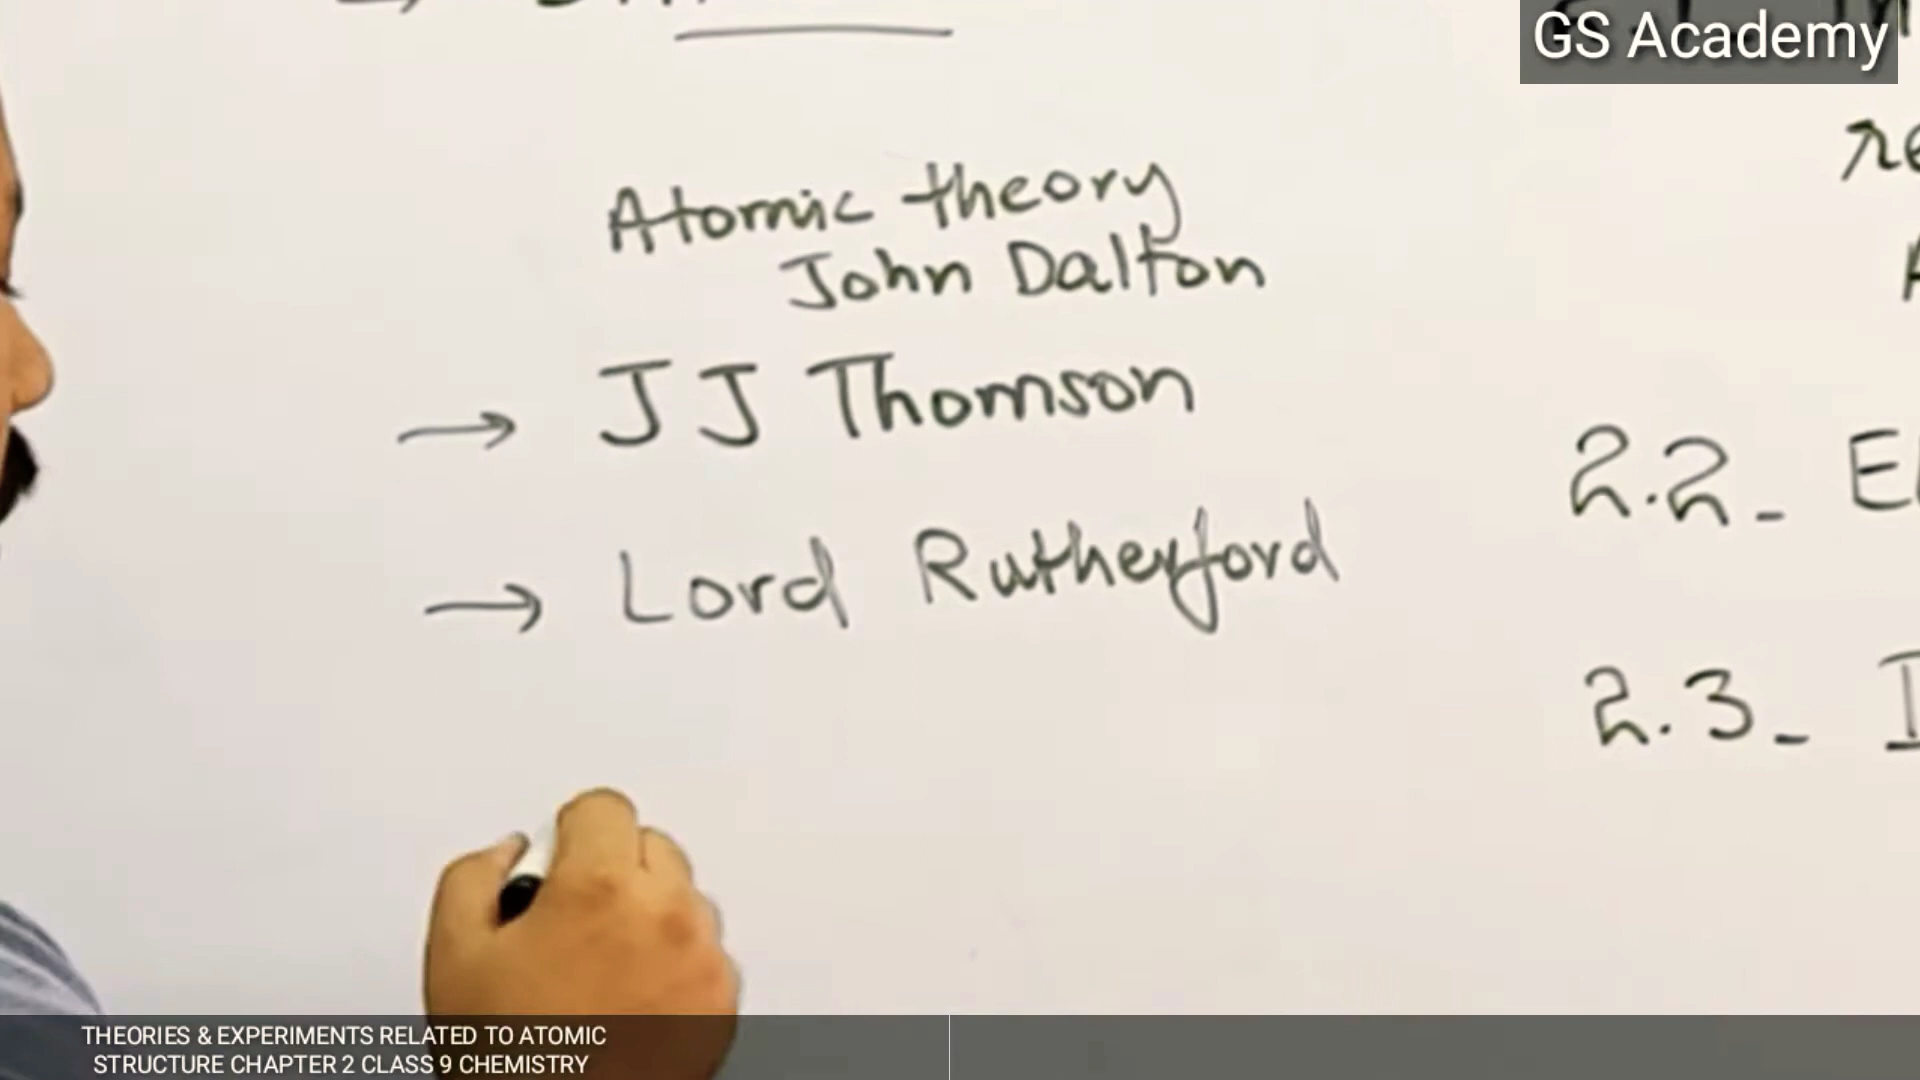 GS Academy
Atomic theory
John Dalton
→ J J Thomson
→ Lord Rutherford
2.2-
2.3-
THEORIES & EXPERIMENTS RELATED TO ATOMIC
STRUCTURE CHAPTER 2 CLASS 9 CHEMISTRY